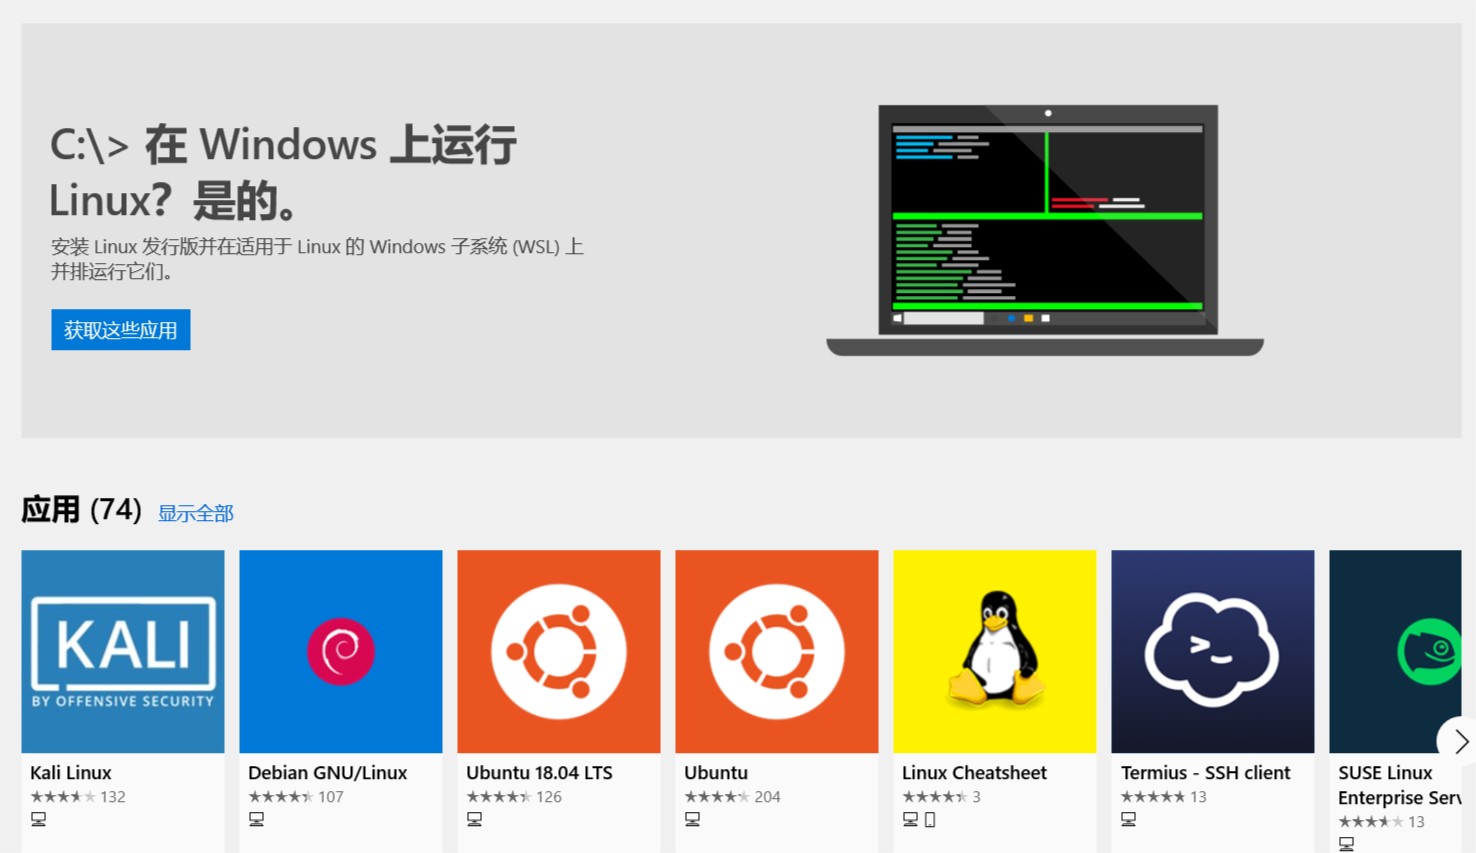 C:\> 在 Windows 上运行
Linux？是的。
安装 Linux 发行版并在适用于 Linux 的 Windows 子系统 (WSL) 上
并排运行它们。
获取这些应用
应用 (74) 显示全部
KALI
BY OFFENSIVE SECURITY
>_
Kali Linux
132
Debian GNU/Linux
107
Ubuntu 18.04 LTS
126
Ubuntu
204
Linux Cheatsheet
3
Termius - SSH client
13
SUSE Linux
Enterprise Serv
13